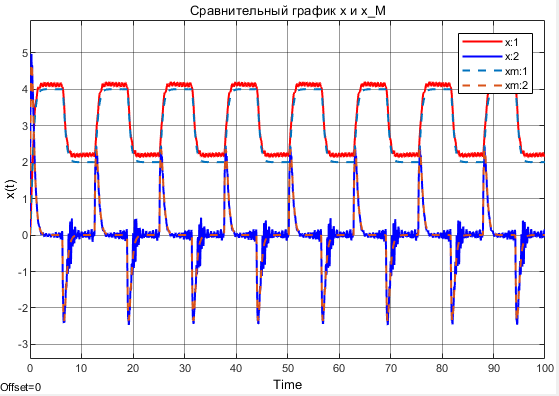 Сравнительный график x и x_M
x:1
x:2
xm:1
xm:2
x(t)
5
4
3
2
1
0
-1
-2
-3
0 10 20 30 40 50 60 70 80 90 100
Time
Offset=0